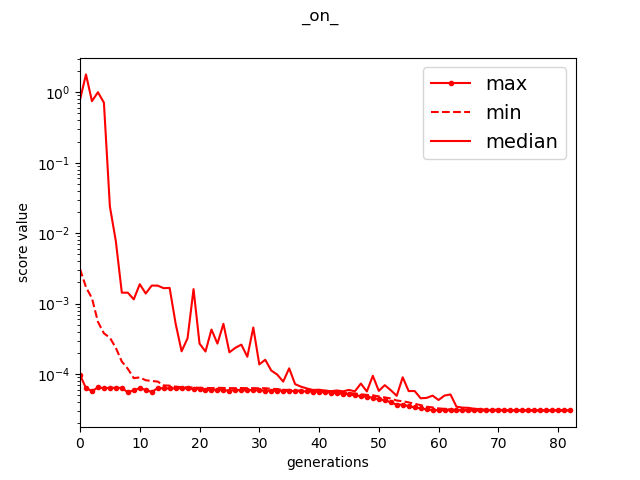 _on_
max
min
median
score value
10⁰
10⁻¹
10⁻²
10⁻³
10⁻⁴
0 10 20 30 40 50 60 70 80
generations